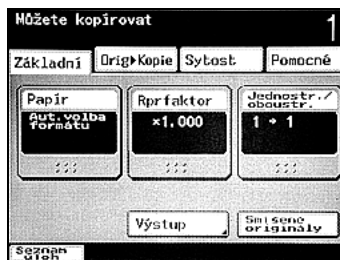 Můžete kopírovat
1
Základní
Orig▸Kopie
Sytost
Pomocné
Papír
Aut.volba
formátu
Rprfaktor
×1.000
Jednostr./
oboustr.
1 → 1
Výstup
Smísené
originály
Seznam
úloh